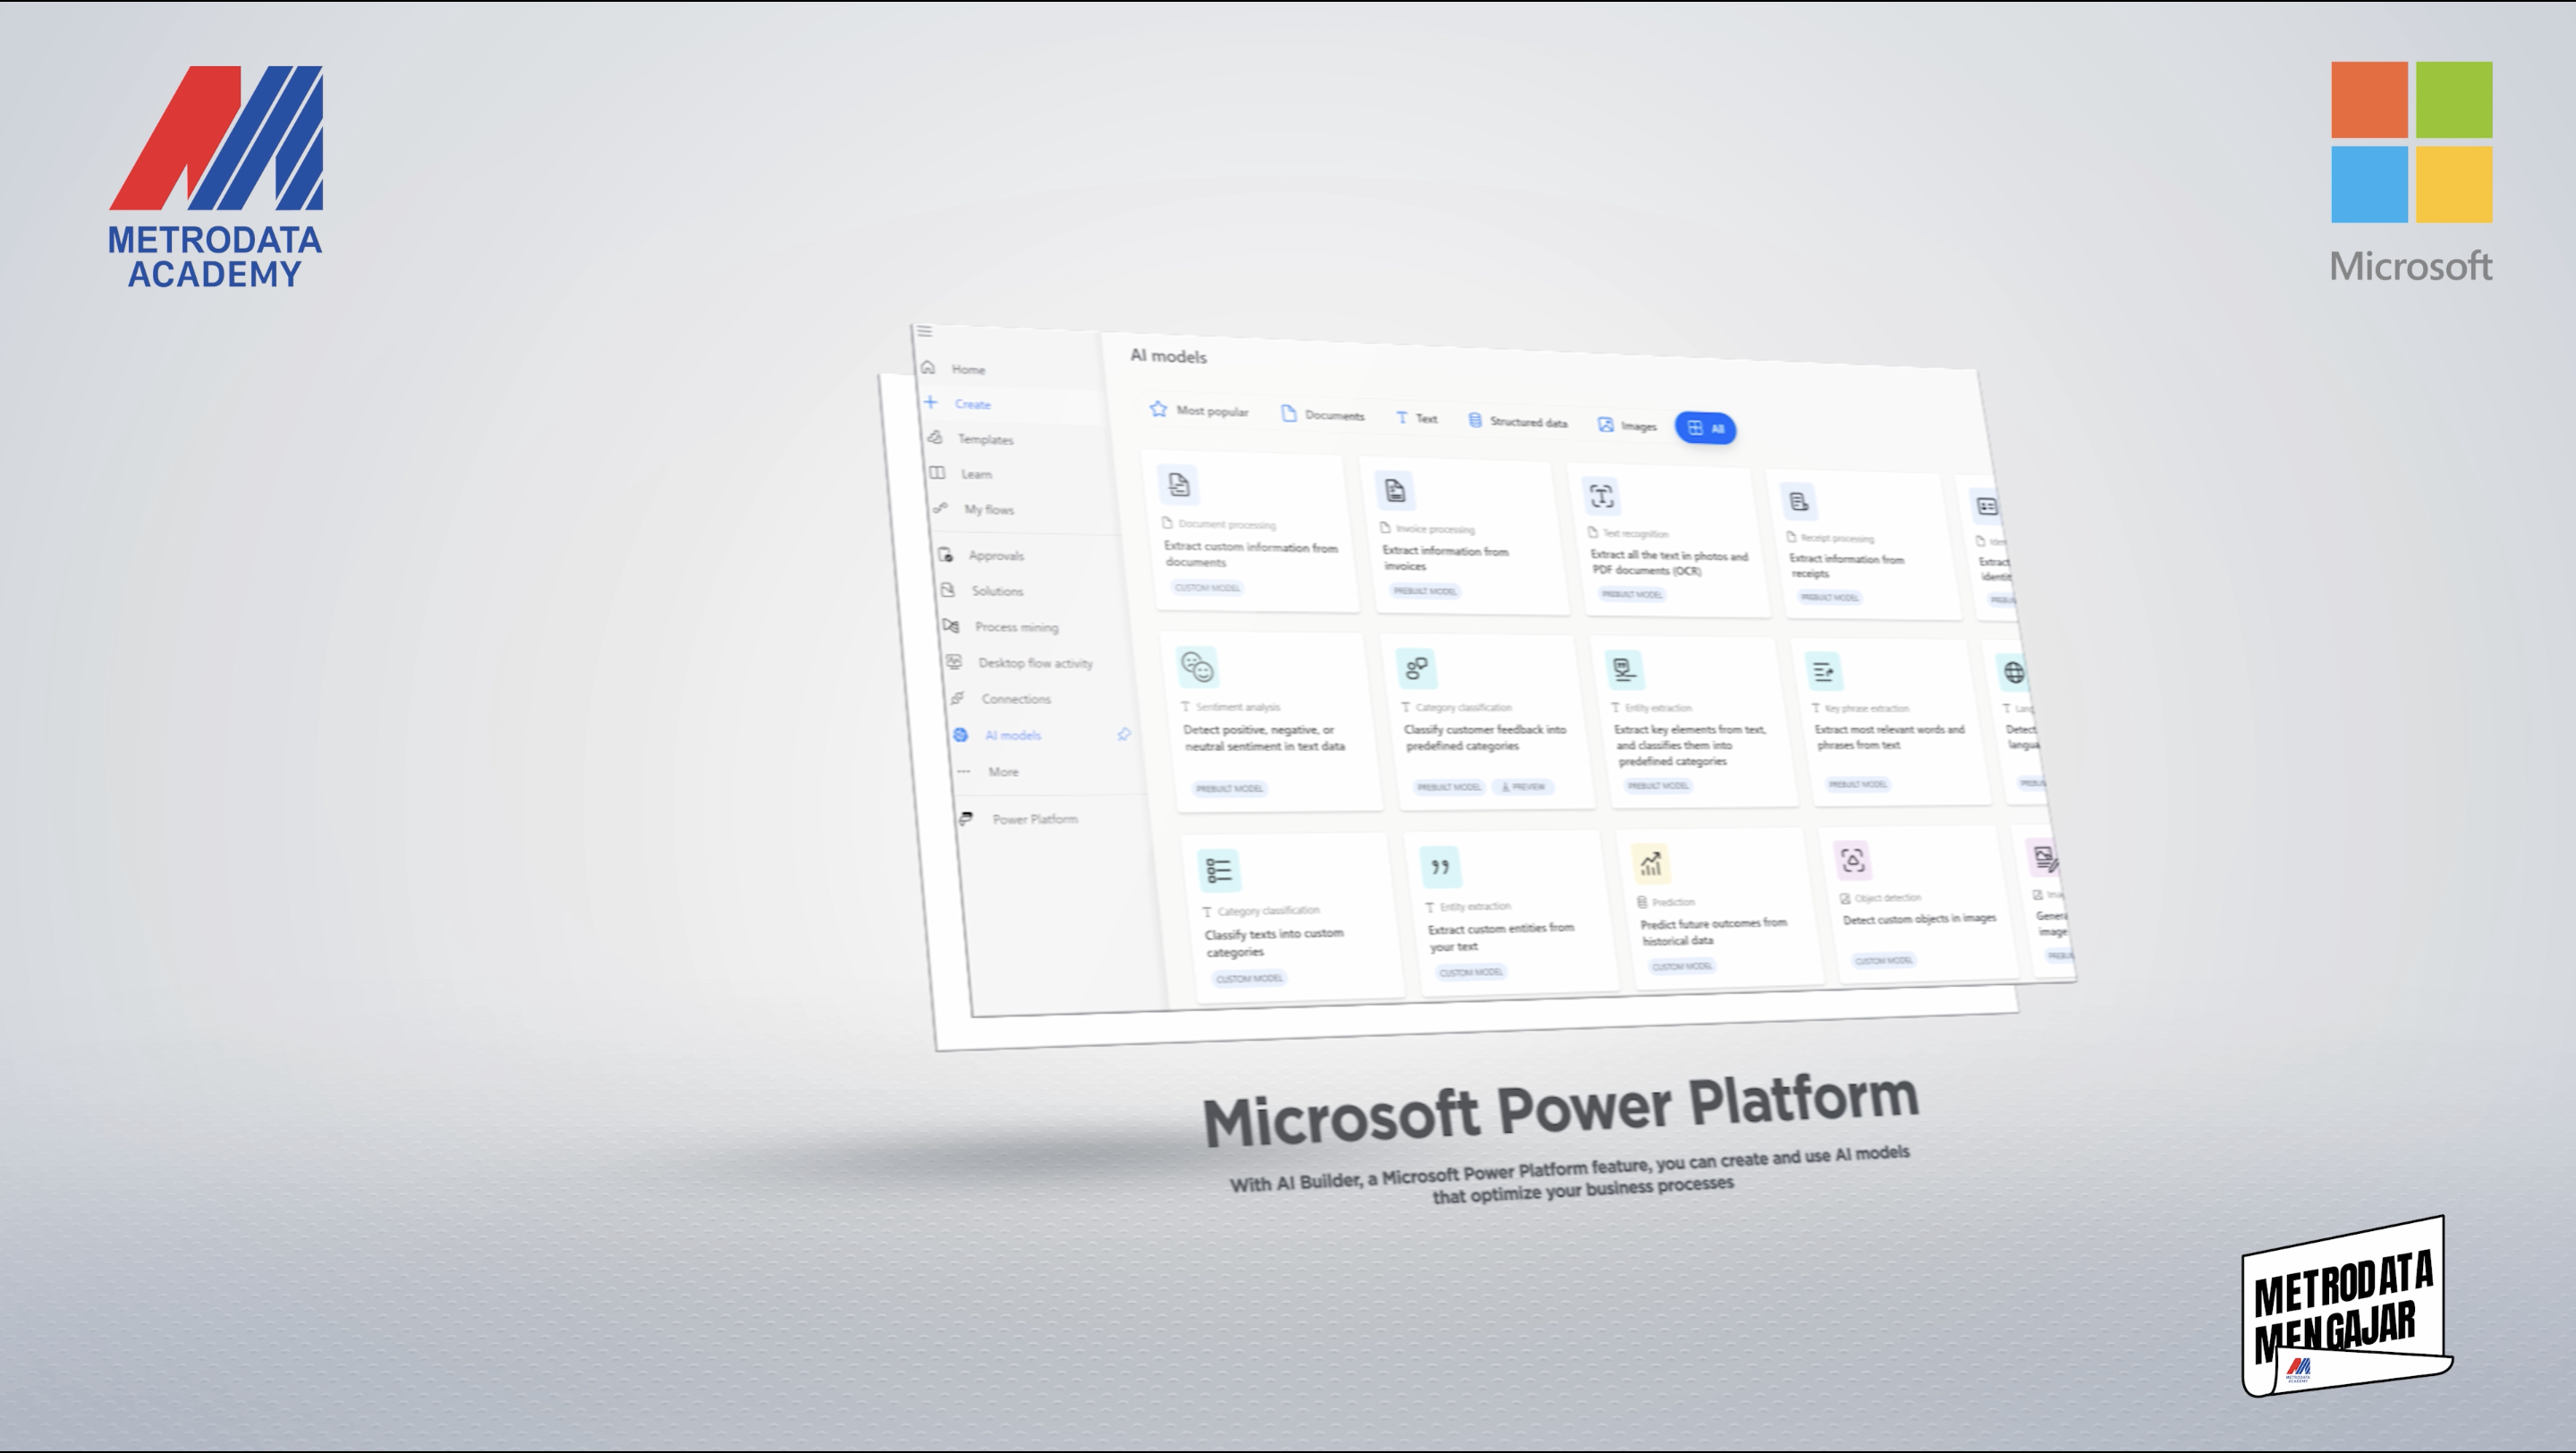 METRODATA
ACADEMY
Microsoft
Home
Create
Templates
Learn
My flows
Approvals
Solutions
Process mining
Desktop flow activity
Connections
AI models
More
Power Platform
AI models
Most popular
Documents
Text
Structured data
Images
All
Document processing
Extract custom information from
documents
CUSTOM MODEL
Invoice processing
Extract information from
invoices
PREBUILT MODEL
Text recognition
Extract all the text in photos and
PDF documents (OCR)
PREBUILT MODEL
Receipt processing
Extract information from
receipts
PREBUILT MODEL
Extract
Sentiment analysis
Detect positive, negative, or
neutral sentiment in text data
PREBUILT MODEL
Category classification
Classify customer feedback into
predefined categories
PREBUILT MODEL
PREVIEW
Entity extraction
Extract key elements from text,
and classifies them into
predefined categories
PREBUILT MODEL
Key phrase extraction
Extract most relevant words and
phrases from text
PREBUILT MODEL
Detect
Category classification
Classify texts into custom
categories
CUSTOM MODEL
Entity extraction
Extract custom entities from
your text
CUSTOM MODEL
Prediction
Predict future outcomes from
historical data
CUSTOM MODEL
Object detection
Detect custom objects in images
CUSTOM MODEL
Microsoft Power Platform
With AI Builder, a Microsoft Power Platform feature, you can create and use AI models
that optimize your business processes
METRODATA
MENGAJAR
METRODATA
ACADEMY